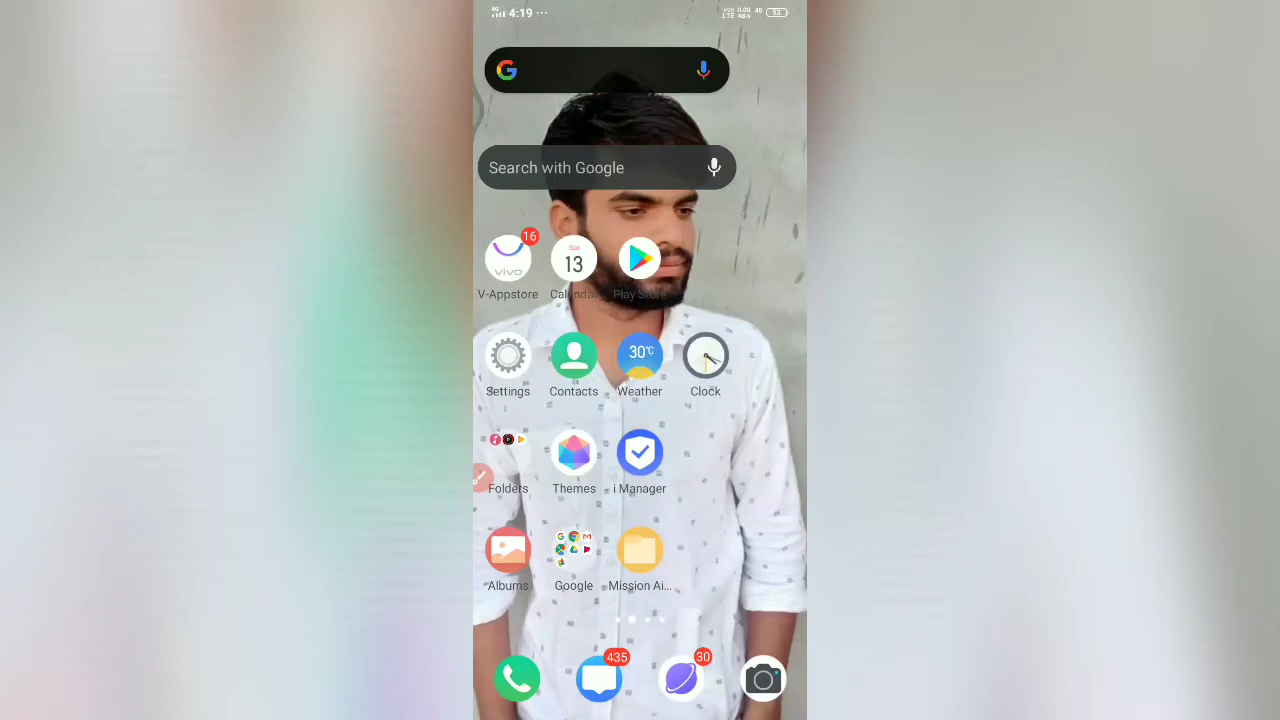 4G 4:19 ...
Search with Google
16
vivo
Sat
13
V-Appstore Calendar Play Store
30°C
Settings Contacts Weather Clock
Folders Themes i Manager
Albums Google Mission Ai...
435
30